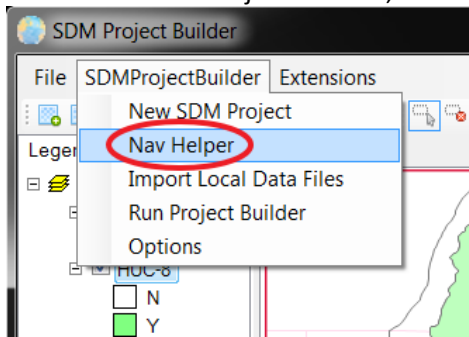 SDM Project Builder
File SDMProjectBuilder Extensions
New SDM Project
Legen
Nav Helper
Import Local Data Files
Run Project Builder
Options
HUC-8
N
Y